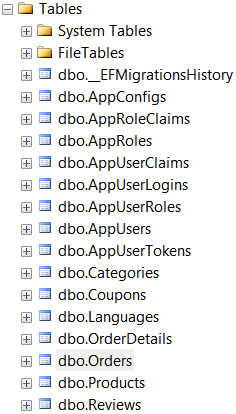 Tables
System Tables
FileTables
dbo.__EFMigrationsHistory
dbo.AppConfigs
dbo.AppRoleClaims
dbo.AppRoles
dbo.AppUserClaims
dbo.AppUserLogins
dbo.AppUserRoles
dbo.AppUsers
dbo.AppUserTokens
dbo.Categories
dbo.Coupons
dbo.Languages
dbo.OrderDetails
dbo.Orders
dbo.Products
dbo.Reviews